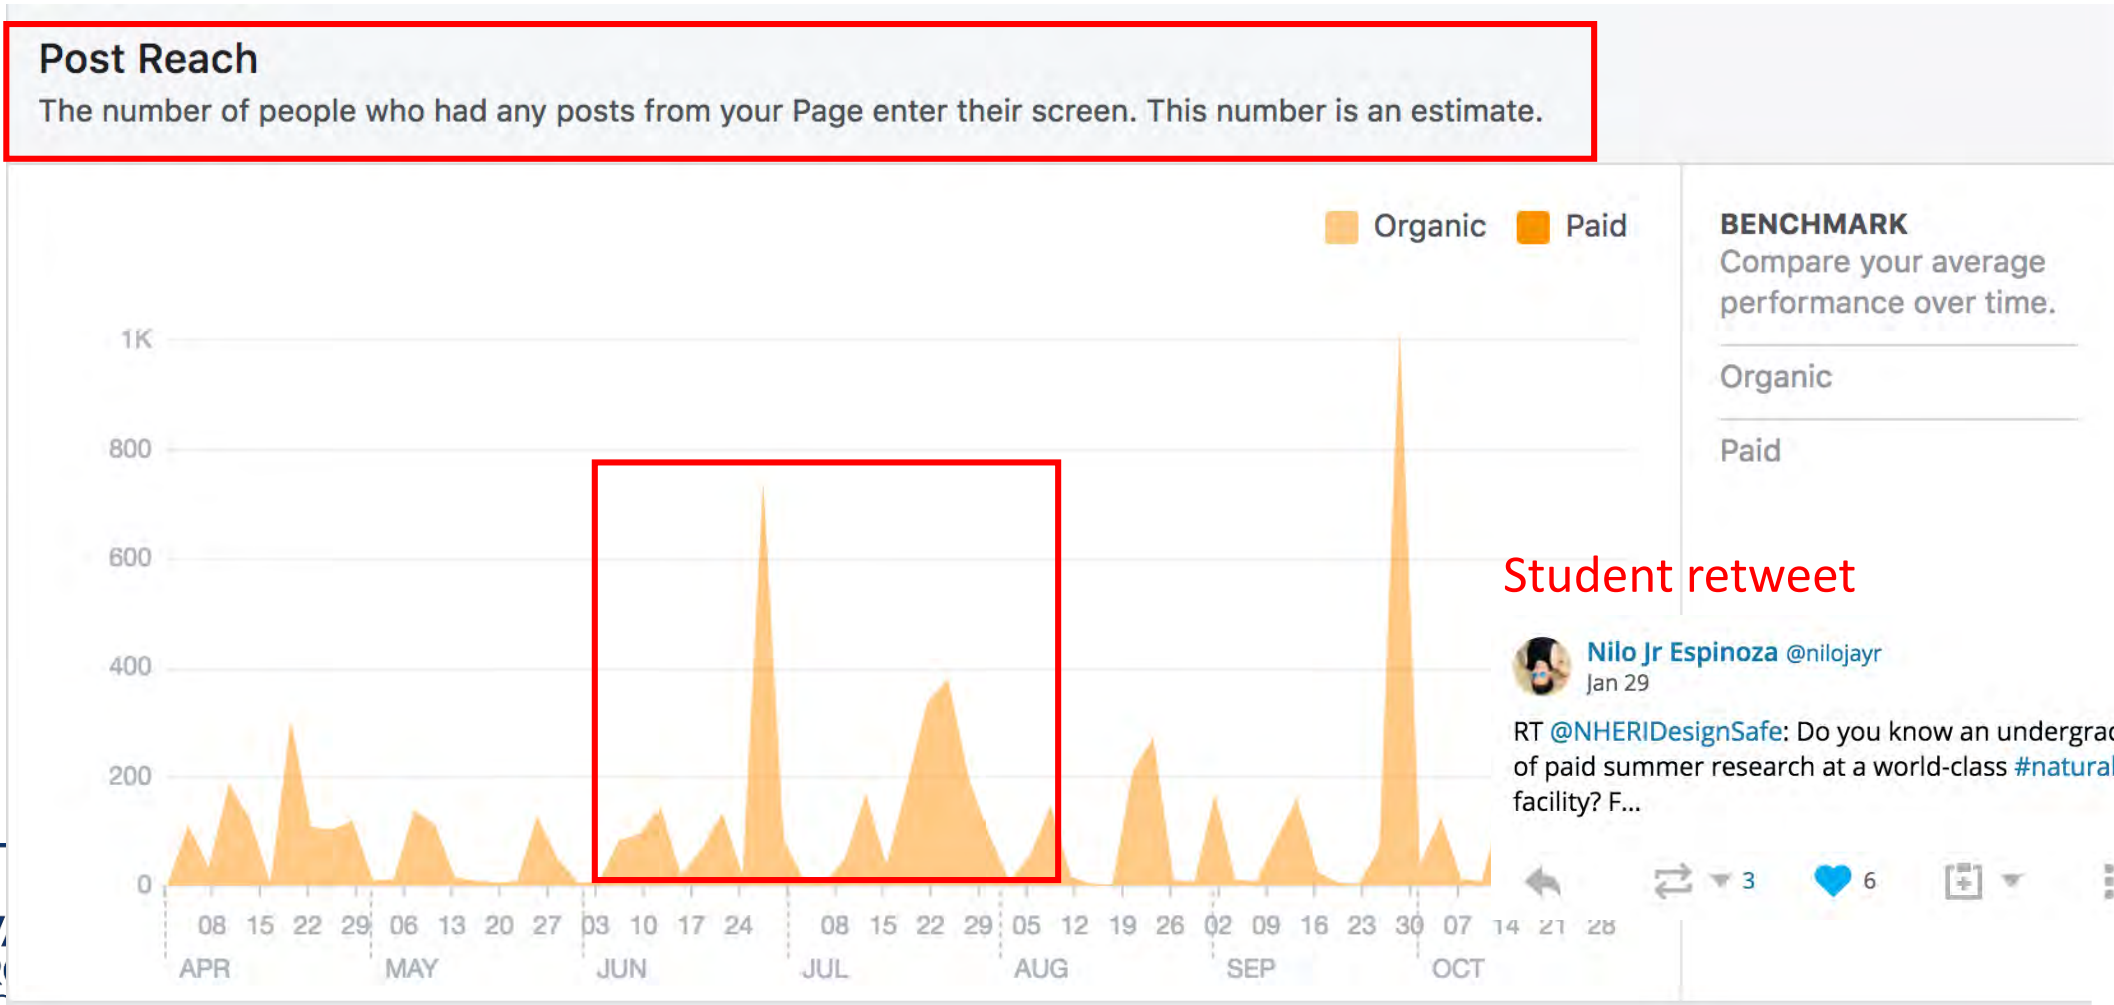 Post Reach
The number of people who had any posts from your Page enter their screen. This number is an estimate.
Organic Paid
BENCHMARK
Compare your average
performance over time.
Organic
Paid
1K
800
600
400
200
0
08 15 22 29 06 13 20 27 03 10 17 24 08 15 22 29 05 12 19 26 02 09 16 23 30 07 14 21 28
APR MAY JUN JUL AUG SEP OCT
Student retweet
Nilo Jr Espinoza @nilojayr
Jan 29
RT @NHERIDesignSafe: Do you know an undergrad
of paid summer research at a world-class #natural
facility? F...
3 6